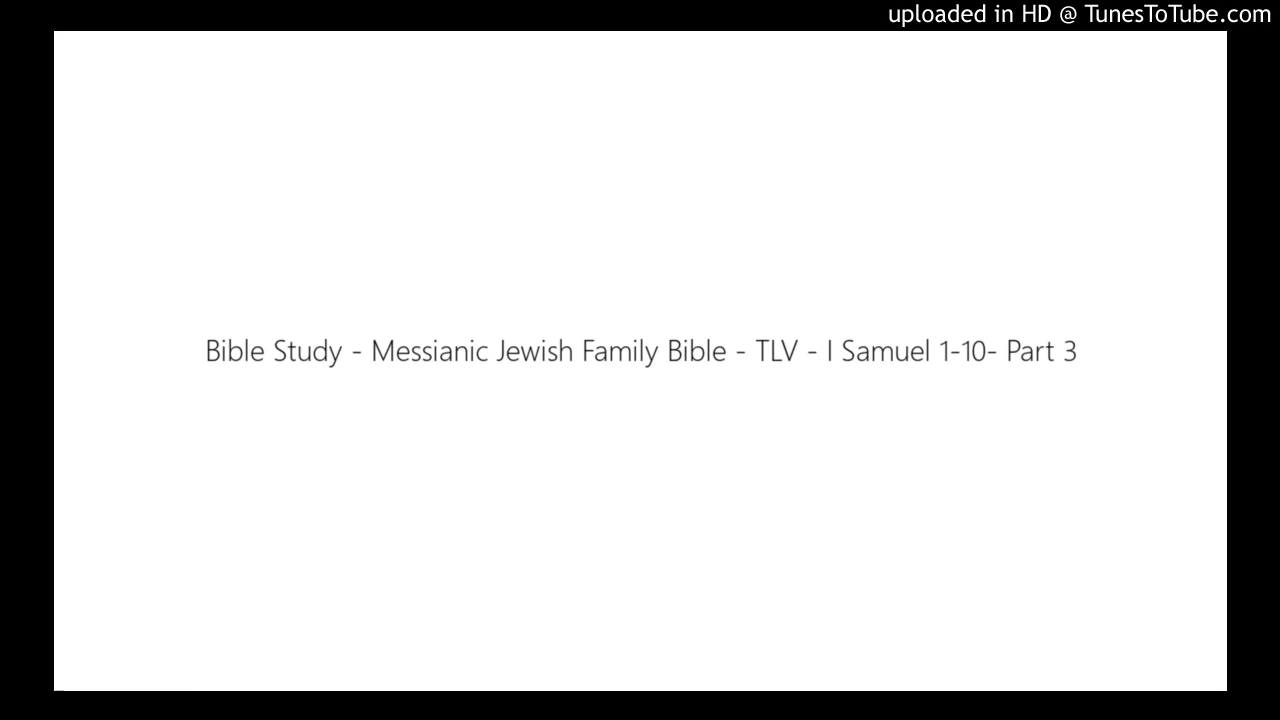 uploaded in HD @ TunesToTube.com
Bible Study - Messianic Jewish Family Bible - TLV - I Samuel 1-10- Part 3